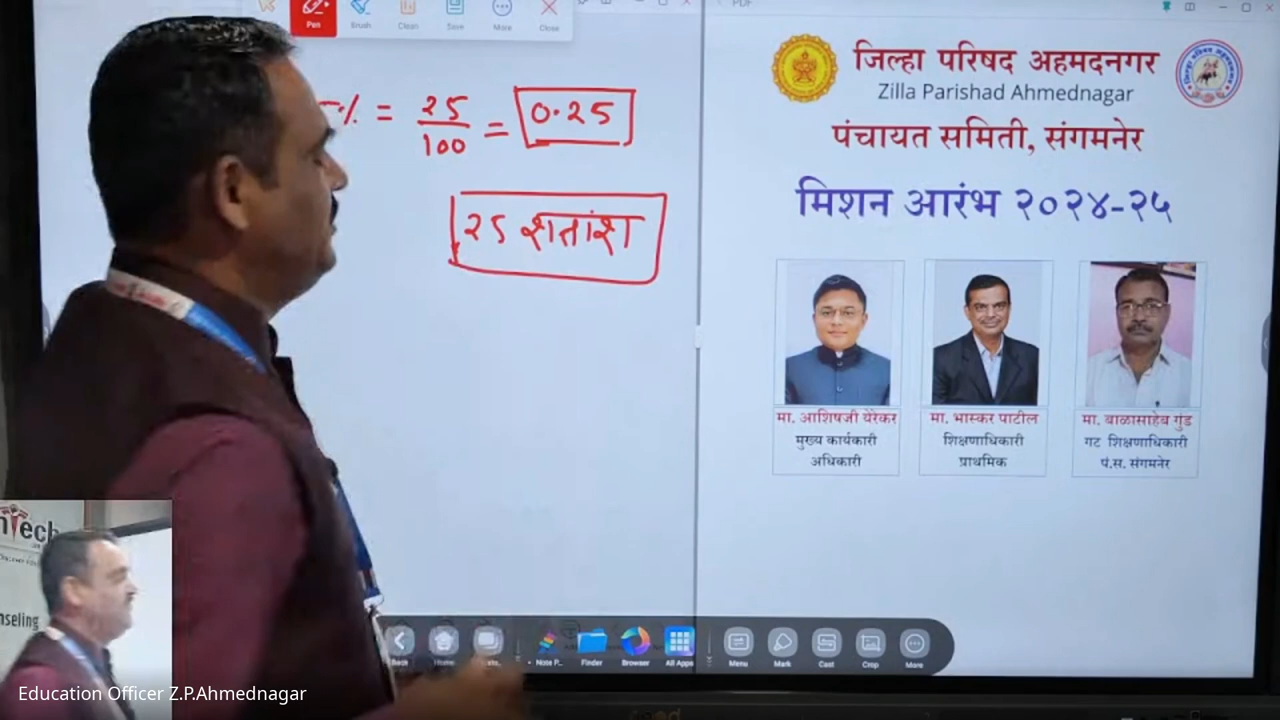 Pen
Brush
Clean
Save
More
Close
PDF
% = 25/100 = 0.25
25 शतांश
जिल्हा परिषद अहमदनगर
Zilla Parishad Ahmednagar
पंचायत समिती, संगमनेर
मिशन आरंभ २०२४-२५
मा. आशिषजी येरेकर
मुख्य कार्यकारी
अधिकारी
मा. भास्कर पाटील
शिक्षणाधिकारी
प्राथमिक
मा. बाळासाहेब गुंड
गट शिक्षणाधिकारी
पं.स. संगमनेर
Back
Home
Note P...
Finder
Browser
All Apps
Menu
Mark
Cast
Crop
More
Education Officer Z.P.Ahmednagar